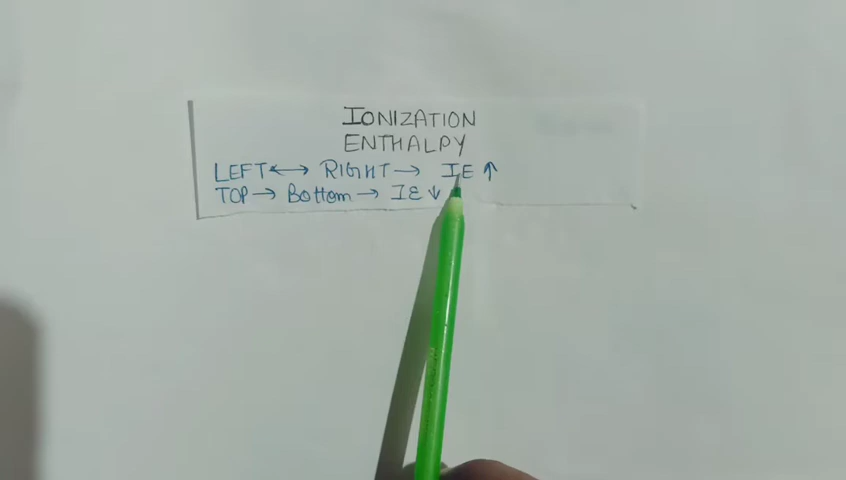 IONIZATION
ENTHALPY
LEFT ↔ RIGHT → IE ↑
TOP → Bottom → IE ↓